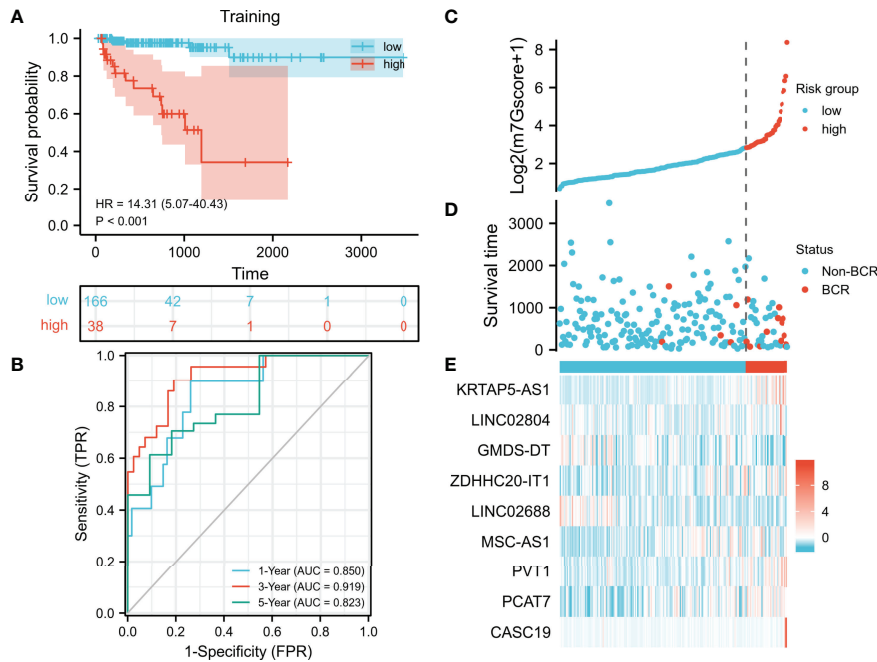 A
Training
low
high
Survival probability
1.0
0.8
0.6
0.4
0.2
0.0
HR = 14.31 (5.07-40.43)
P < 0.001
0
1000
2000
3000
Time
low
166
42
7
1
0
high
38
7
1
0
0
B
Sensitivity (TPR)
1.0
0.8
0.6
0.4
0.2
0.0
1-Year (AUC = 0.850)
3-Year (AUC = 0.919)
5-Year (AUC = 0.823)
0.0
0.2
0.4
0.6
0.8
1.0
1-Specificity (FPR)
C
Log2(m7Gscore+1)
8
6
4
2
Risk group
low
high
D
Survival time
3000
2000
1000
0
Status
Non-BCR
BCR
E
KRTAP5-AS1
LINC02804
GMDS-DT
ZDHHC20-IT1
LINC02688
MSC-AS1
PVT1
PCAT7
CASC19
8
4
0